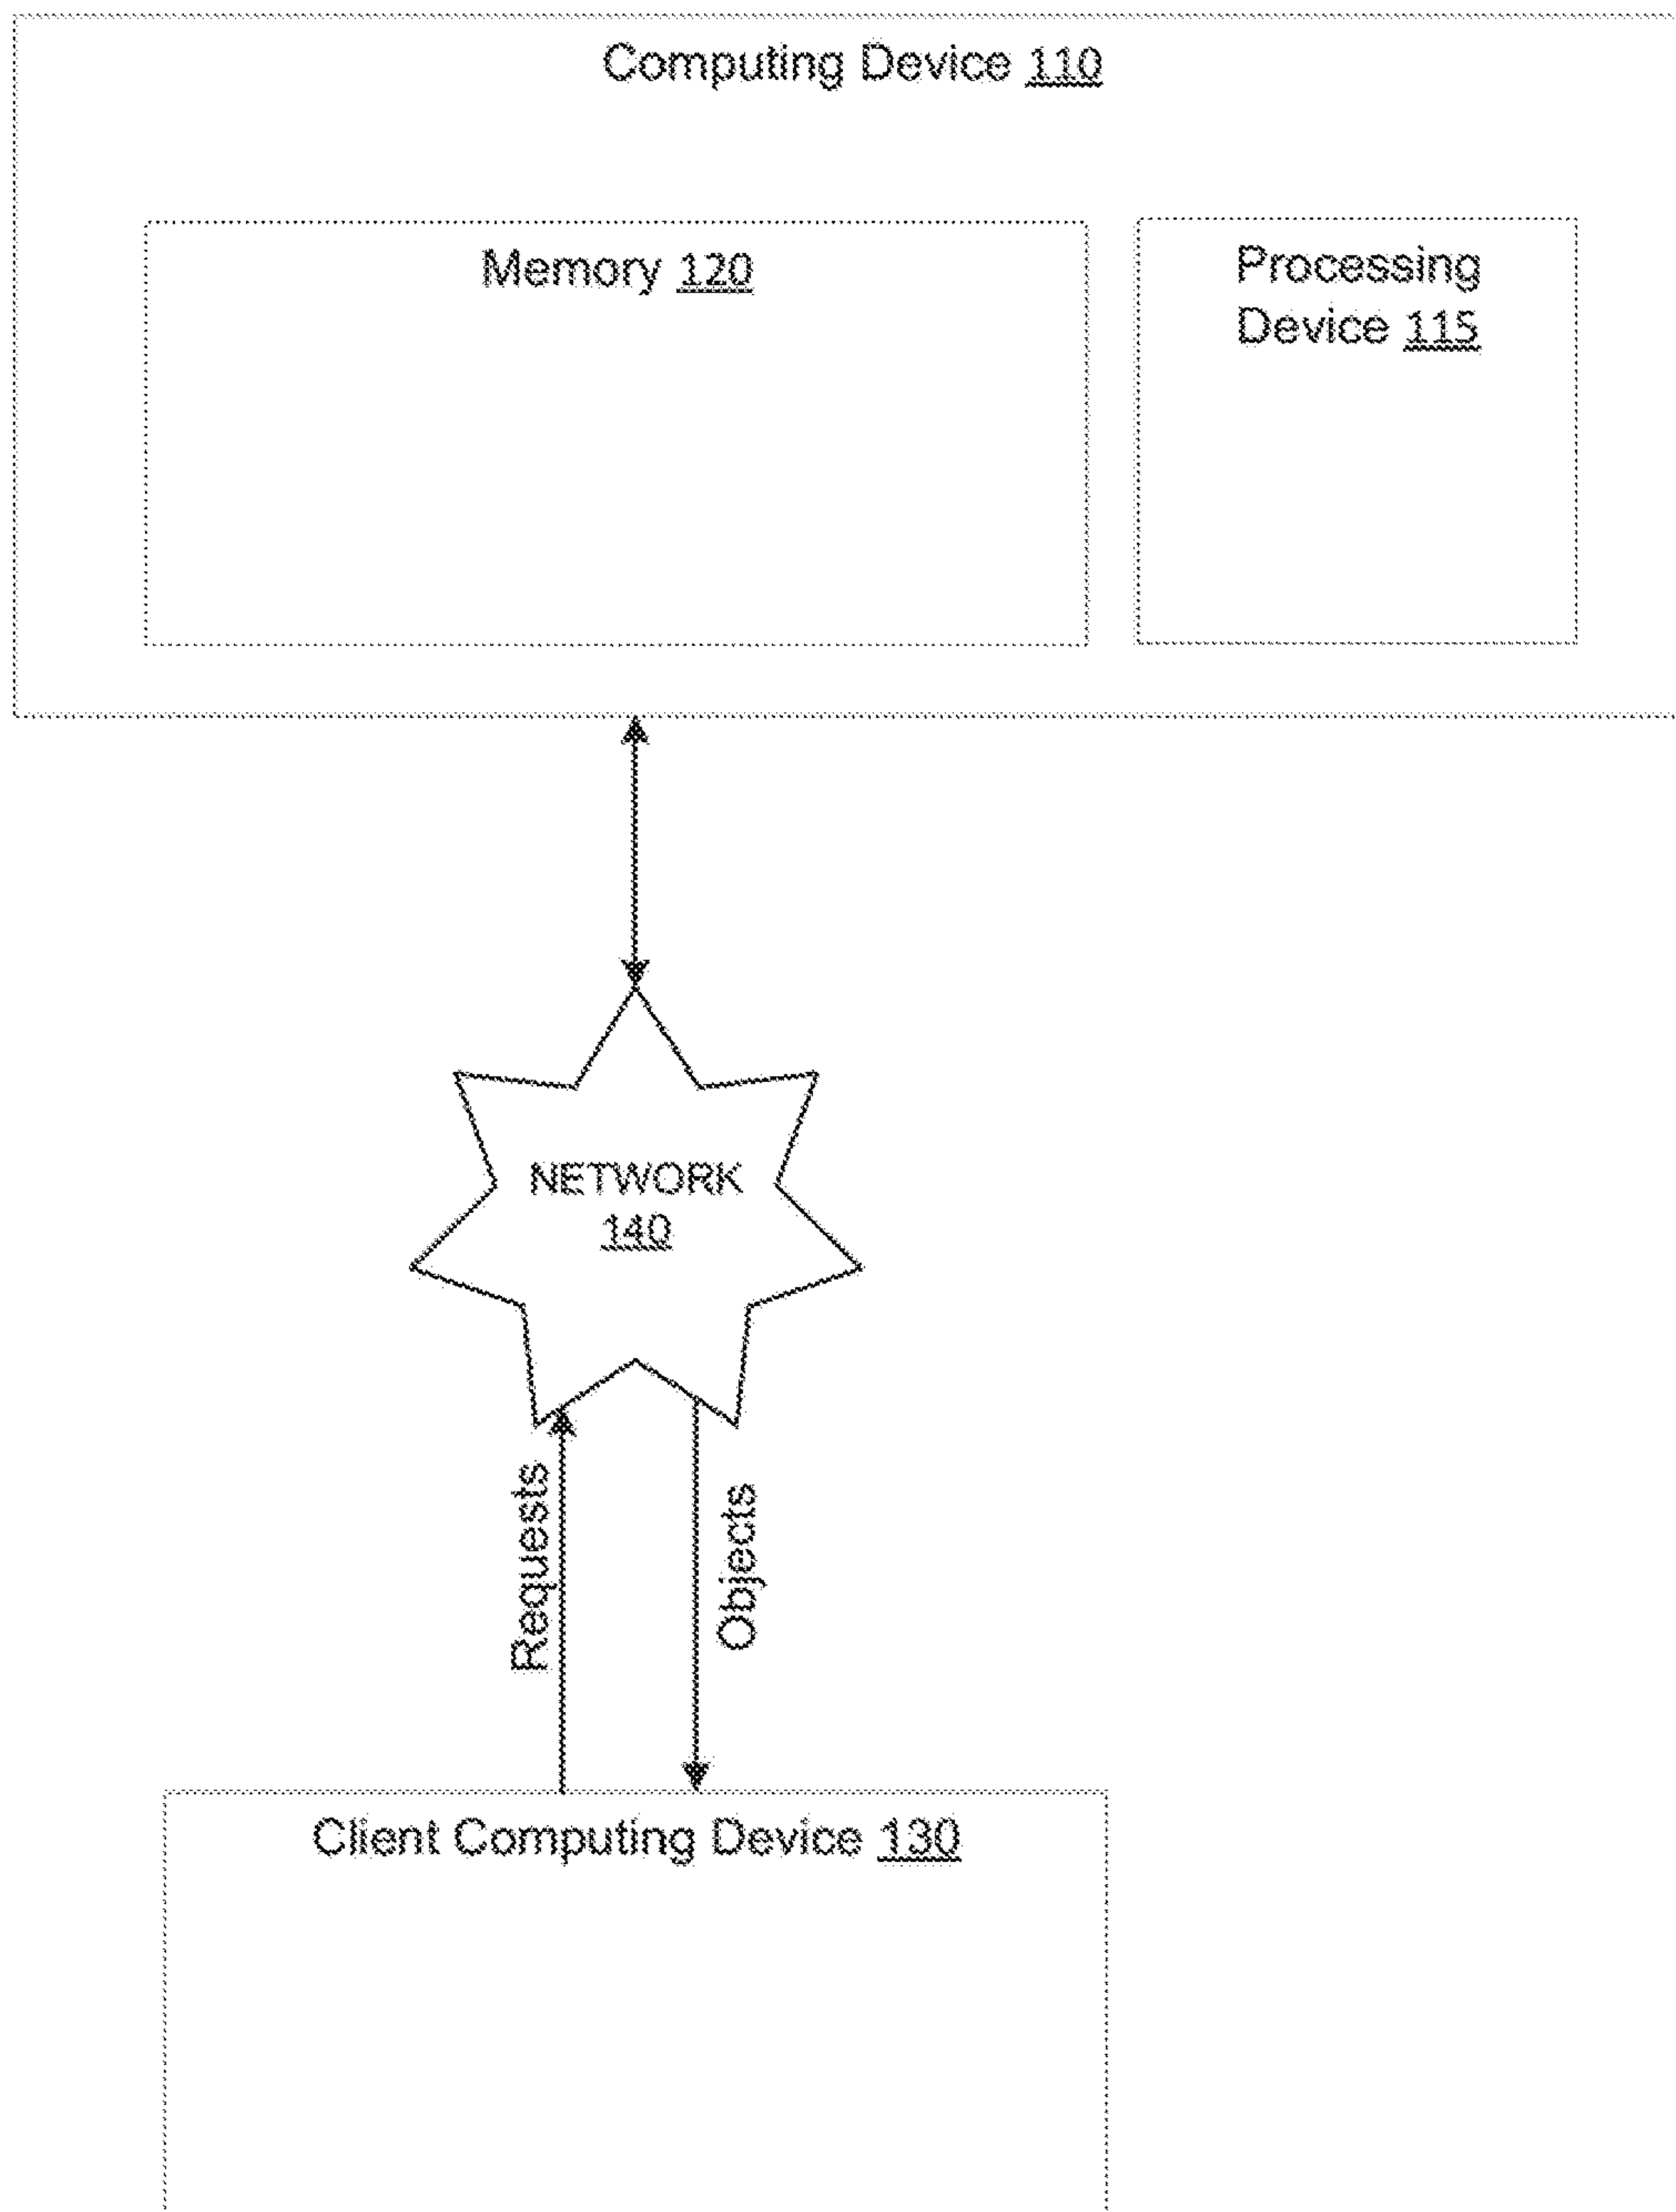 Computing Device 110
Memory 120
Processing
Device 115
NETWORK
140
Requests
Objects
Client Computing Device 130